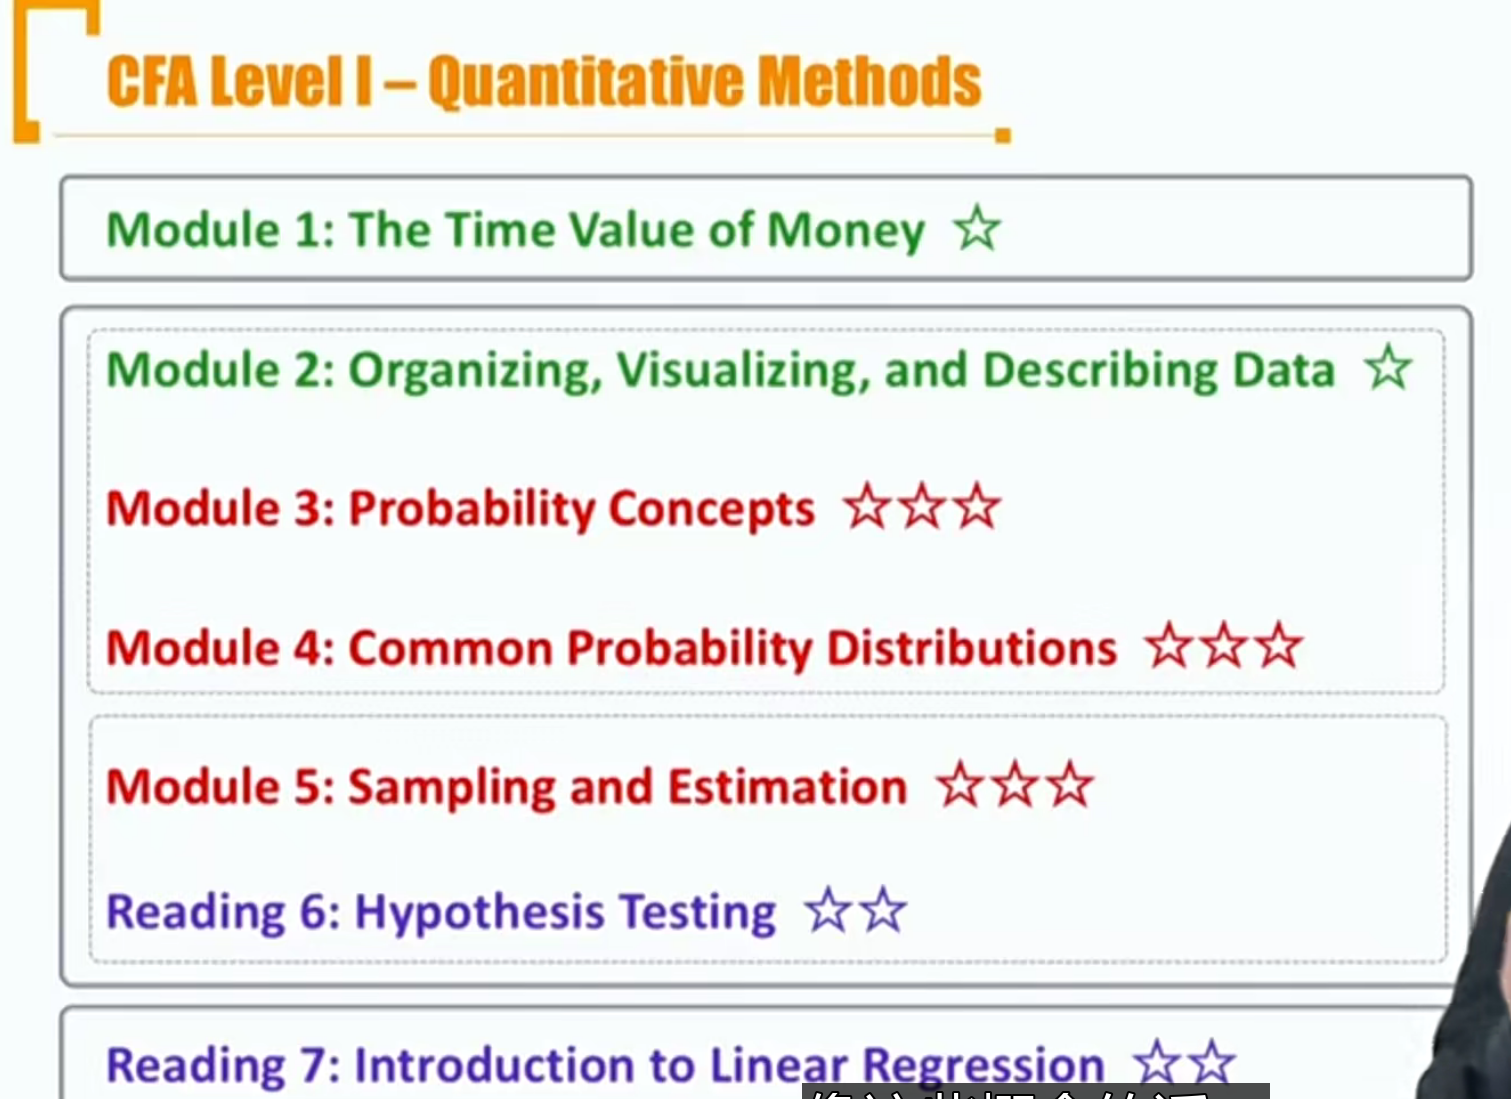 CFA Level I – Quantitative Methods
Module 1: The Time Value of Money ☆
Module 2: Organizing, Visualizing, and Describing Data ☆
Module 3: Probability Concepts ☆☆☆
Module 4: Common Probability Distributions ☆☆☆
Module 5: Sampling and Estimation ☆☆☆
Reading 6: Hypothesis Testing ☆☆
Reading 7: Introduction to Linear Regression ☆☆